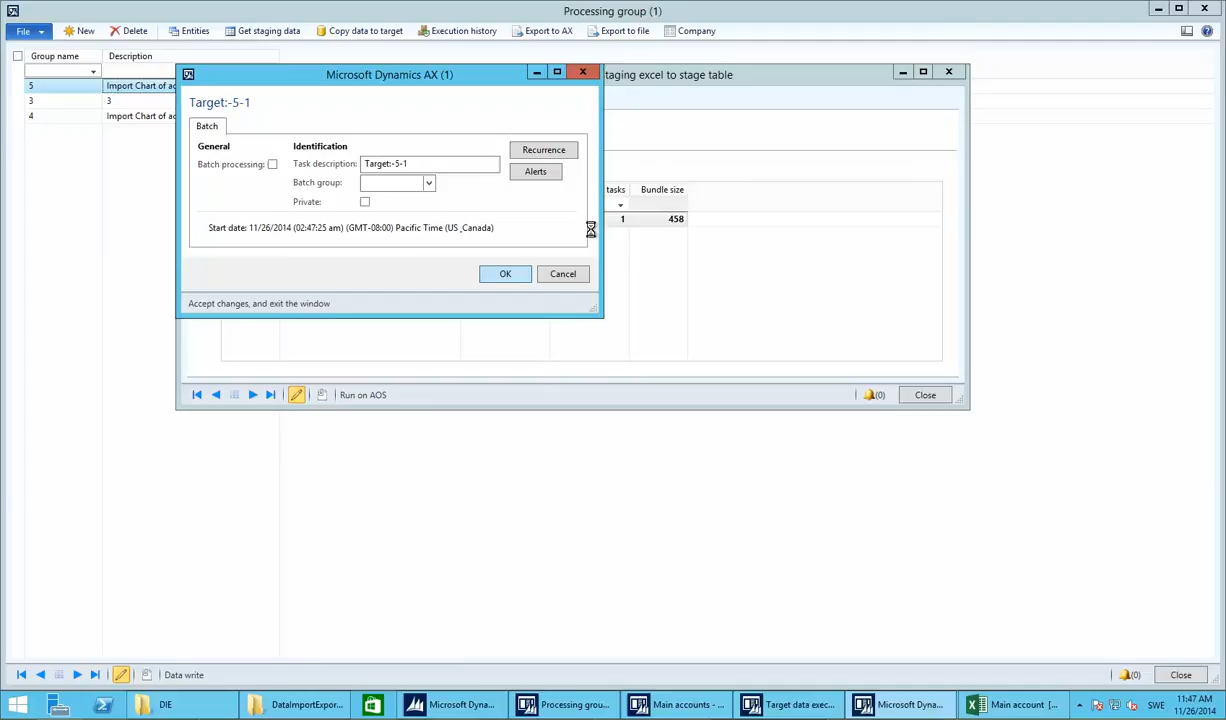 Processing group (1)
File New Delete Entities Get staging data Copy data to target Execution history Export to AX Export to file Company
Group name Description
5 Import Chart of ac
3 3
4 Import Chart of ac
Microsoft Dynamics AX (1)
staging excel to stage table
Target:-5-1
Batch
General Identification
Recurrence
Batch processing: Task description: Target:-5-1
Alerts
Batch group:
Private:
tasks Bundle size
1 458
Start date: 11/26/2014 (02:47:25 am) (GMT-08:00) Pacific Time (US ,Canada)
OK Cancel
Accept changes, and exit the window
Run on AOS (0) Close
Data write (0) Close
DIE DataImportExpor... Microsoft Dyna... Processing grou... Main accounts - ... Target data exec... Microsoft Dyna... Main account [... SWE 11:47 AM
11/26/2014